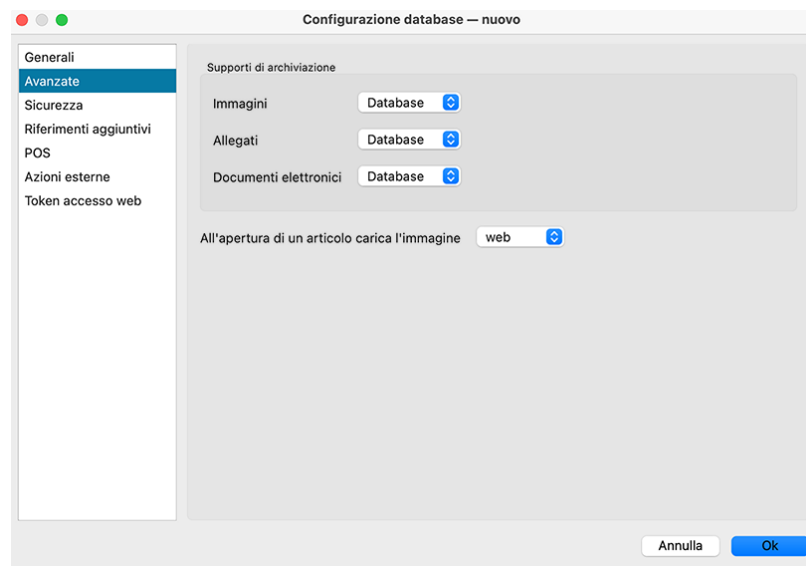 Configurazione database — nuovo
Generali
Avanzate
Sicurezza
Riferimenti aggiuntivi
POS
Azioni esterne
Token accesso web
Supporti di archiviazione
Immagini Database
Allegati Database
Documenti elettronici Database
All'apertura di un articolo carica l'immagine web
Annulla Ok